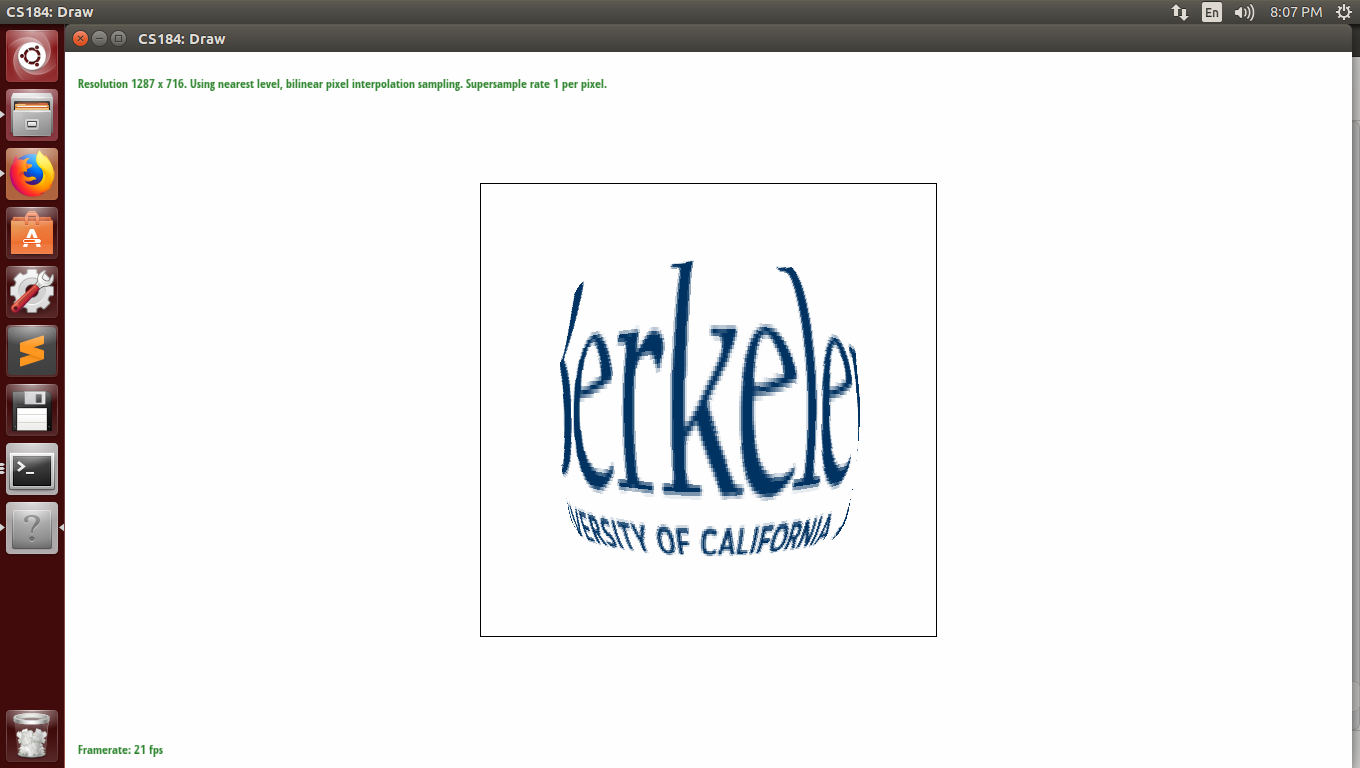 CS184: Draw
En
8:07 PM
CS184: Draw
Resolution 1287 x 716. Using nearest level, bilinear pixel interpolation sampling. Supersample rate 1 per pixel.
erkele
VERSITY OF CALIFORNIA
Framerate: 21 fps